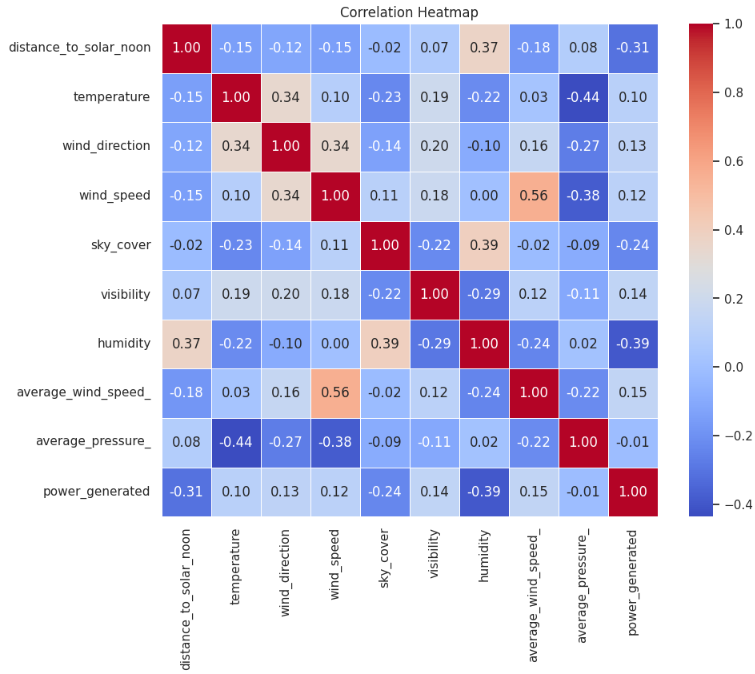 Correlation Heatmap
distance_to_solar_noon 1.00 -0.15 -0.12 -0.15 -0.02 0.07 0.37 -0.18 0.08 -0.31
temperature -0.15 1.00 0.34 0.10 -0.23 0.19 -0.22 0.03 -0.44 0.10
wind_direction -0.12 0.34 1.00 0.34 -0.14 0.20 -0.10 0.16 -0.27 0.13
wind_speed -0.15 0.10 0.34 1.00 0.11 0.18 0.00 0.56 -0.38 0.12
sky_cover -0.02 -0.23 -0.14 0.11 1.00 -0.22 0.39 -0.02 -0.09 -0.24
visibility 0.07 0.19 0.20 0.18 -0.22 1.00 -0.29 0.12 -0.11 0.14
humidity 0.37 -0.22 -0.10 0.00 0.39 -0.29 1.00 -0.24 0.02 -0.39
average_wind_speed_ -0.18 0.03 0.16 0.56 -0.02 0.12 -0.24 1.00 -0.22 0.15
average_pressure_ 0.08 -0.44 -0.27 -0.38 -0.09 -0.11 0.02 -0.22 1.00 -0.01
power_generated -0.31 0.10 0.13 0.12 -0.24 0.14 -0.39 0.15 -0.01 1.00
distance_to_solar_noon
temperature
wind_direction
wind_speed
sky_cover
visibility
humidity
average_wind_speed_
average_pressure_
power_generated
1.0
0.8
0.6
0.4
0.2
0.0
−0.2
−0.4